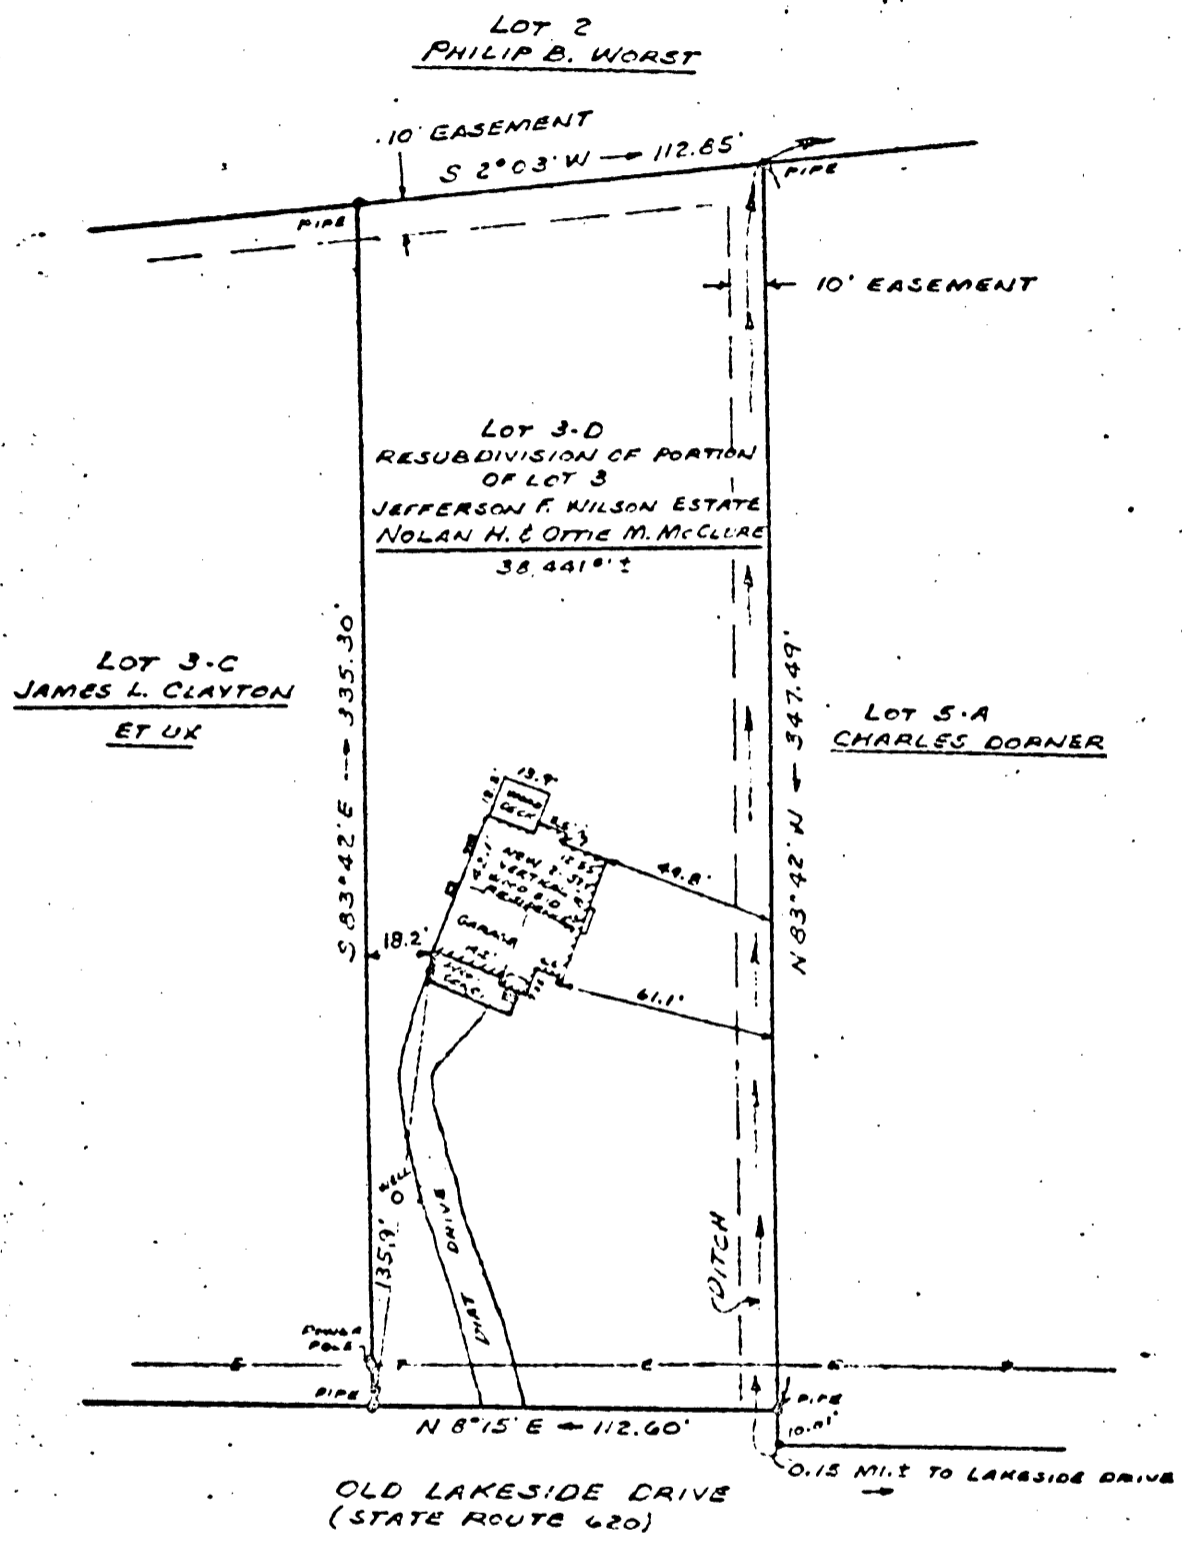 LOT 2
PHILIP B. WORST
10' EASEMENT
S 2°03' W → 112.85'
PIPE
PIPE
10' EASEMENT
LOT 3-D
RESUBDIVISION OF PORTION
OF LOT 3
JEFFERSON F. WILSON ESTATE
NOLAN H. & OTTIE M. MCCLURE
38,441 ±
S 83°42' E → 335.30'
N 83°42' W ← 347.49'
LOT 3-C
JAMES L. CLAYTON
ET UX
LOT 5-A
CHARLES DORNER
13.9'
DECK
NEW
VERTICAL
RESIDENCE
GARAGE
49.8'
18.2'
61.1'
135.9'
DIRT DRIVE
DITCH
POWER
POLE
PIPE
PIPE
N 8°15' E ← 112.60'
0.15 MI.± TO LAKESIDE DRIVE
→
OLD LAKESIDE DRIVE
(STATE ROUTE 620)